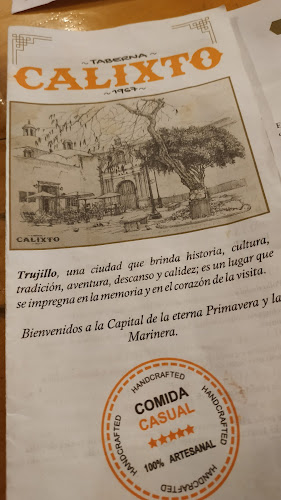 ~ TABERNA ~
CALIXTO
~ 1967 ~
CALIXTO
Trujillo, una ciudad que brinda historia, cultura,
tradición, aventura, descanso y calidez; es un lugar que
se impregna en la memoria y en el corazón de la visita.
Bienvenidos a la Capital de la eterna Primavera y la
Marinera.
HANDCRAFTED
HANDCRAFTED
HANDCRAFTED
HANDCRAFTED
COMIDA
CASUAL
★★★★★
100% ARTESANAL